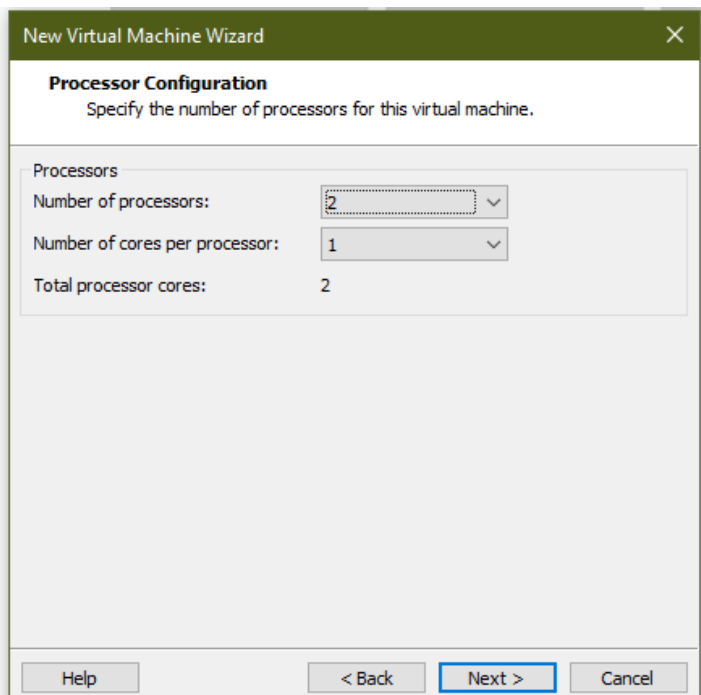 New Virtual Machine Wizard
Processor Configuration
Specify the number of processors for this virtual machine.
Processors
Number of processors: 2
Number of cores per processor: 1
Total processor cores: 2
Help < Back Next > Cancel